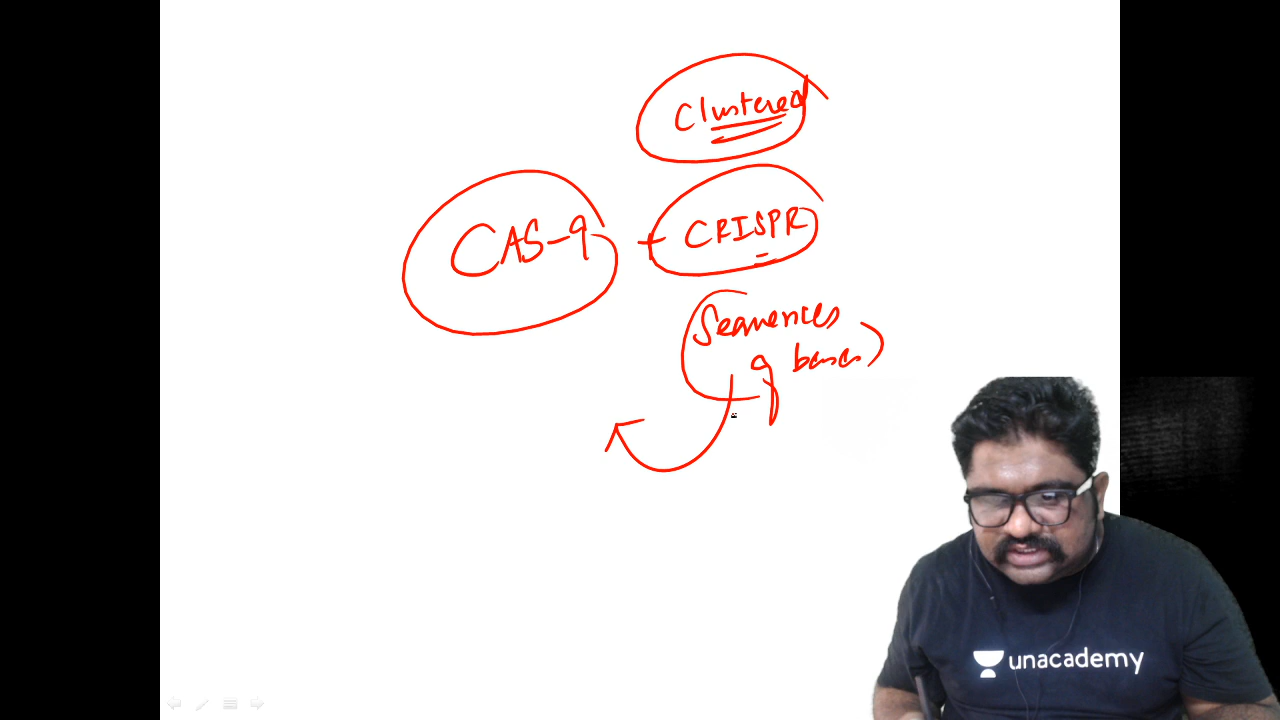 Clustered
CAS-9 + CRISPR
(Sequences
of bases)
unacademy